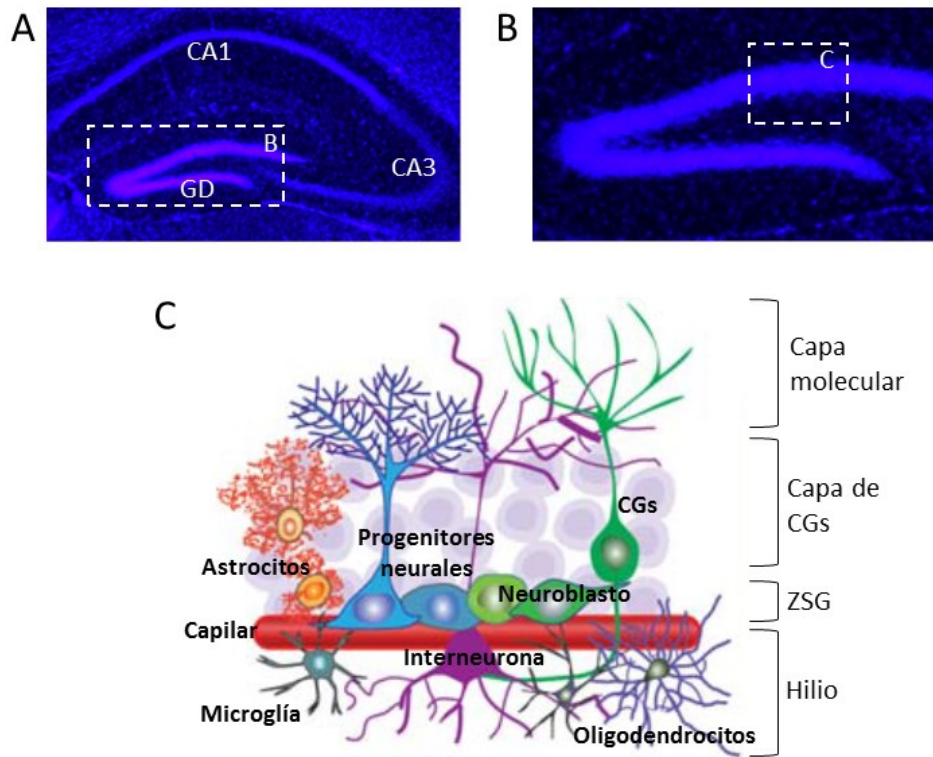 A
CA1
B
CA3
GD
B
C
C
Capa
molecular
Capa de
CGs
CGs
Progenitores
neurales
Astrocitos
Neuroblasto
ZSG
Capilar
Interneurona
Hilio
Microglía
Oligodendrocitos